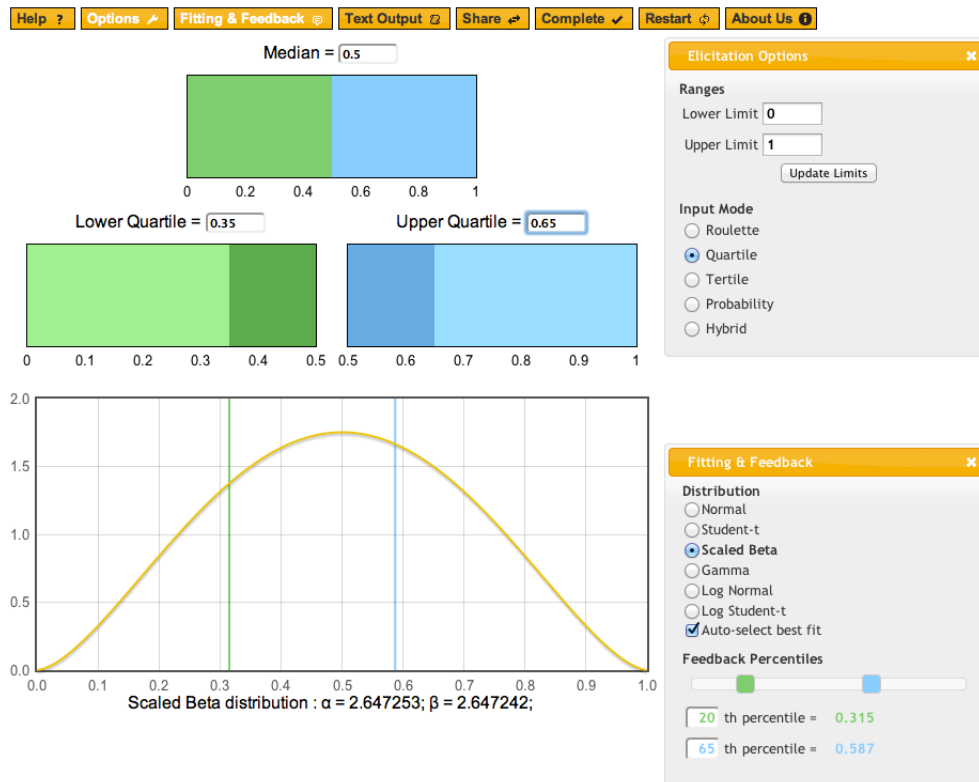 Help ? Options Fitting & Feedback Text Output Share Complete Restart About Us
Median = 0.5
0 0.2 0.4 0.6 0.8 1
Lower Quartile = 0.35
0 0.1 0.2 0.3 0.4 0.5
Upper Quartile = 0.65
0.5 0.6 0.7 0.8 0.9 1
2.0
1.5
1.0
0.5
0.0
0.0 0.1 0.2 0.3 0.4 0.5 0.6 0.7 0.8 0.9 1.0
Scaled Beta distribution : α = 2.647253; β = 2.647242;
Elicitation Options
Ranges
Lower Limit 0
Upper Limit 1
Update Limits
Input Mode
Roulette
Quartile
Tertile
Probability
Hybrid
Fitting & Feedback
Distribution
Normal
Student-t
Scaled Beta
Gamma
Log Normal
Log Student-t
Auto-select best fit
Feedback Percentiles
20 th percentile = 0.315
65 th percentile = 0.587